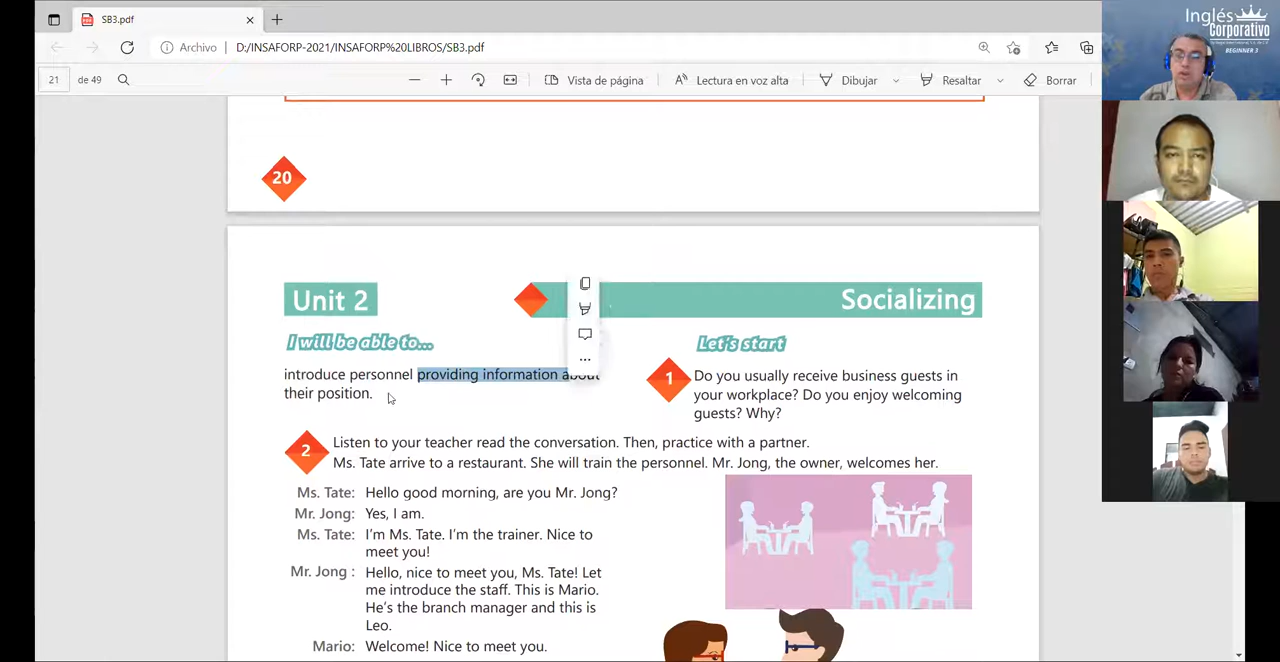 SB3.pdf
Archivo
D:/INSAFORP-2021/INSAFORP%20LIBROS/SB3.pdf
21 de 49
Vista de página
Lectura en voz alta
Dibujar
Resaltar
Borrar
Inglés
Corporativo
BEGINNER 3
20
Unit 2
Socializing
I will be able to...
introduce personnel providing information about
their position.
Let's start
1
Do you usually receive business guests in
your workplace? Do you enjoy welcoming
guests? Why?
2
Listen to your teacher read the conversation. Then, practice with a partner.
Ms. Tate arrive to a restaurant. She will train the personnel. Mr. Jong, the owner, welcomes her.
Ms. Tate: Hello good morning, are you Mr. Jong?
Mr. Jong: Yes, I am.
Ms. Tate: I'm Ms. Tate. I'm the trainer. Nice to
meet you!
Mr. Jong : Hello, nice to meet you, Ms. Tate! Let
me introduce the staff. This is Mario.
He's the branch manager and this is
Leo.
Mario: Welcome! Nice to meet you.